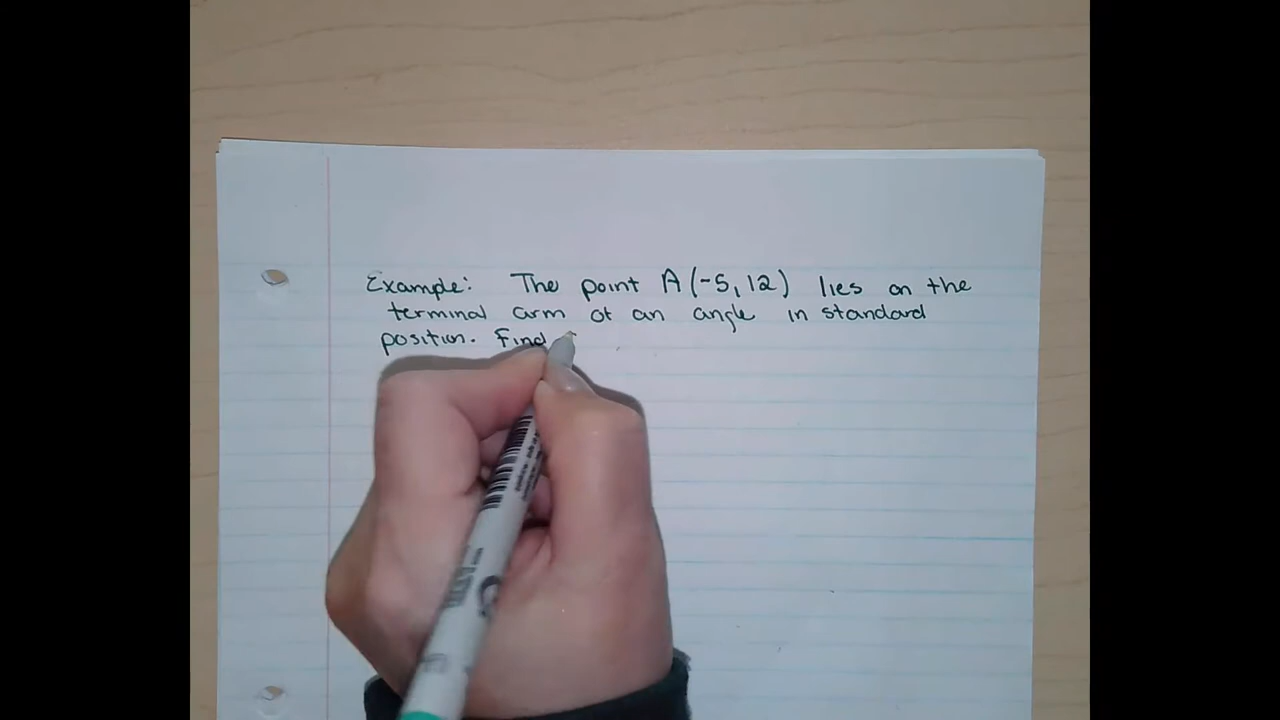 Example: The point A(-5,12) lies on the
terminal arm of an angle in standard
position. Find